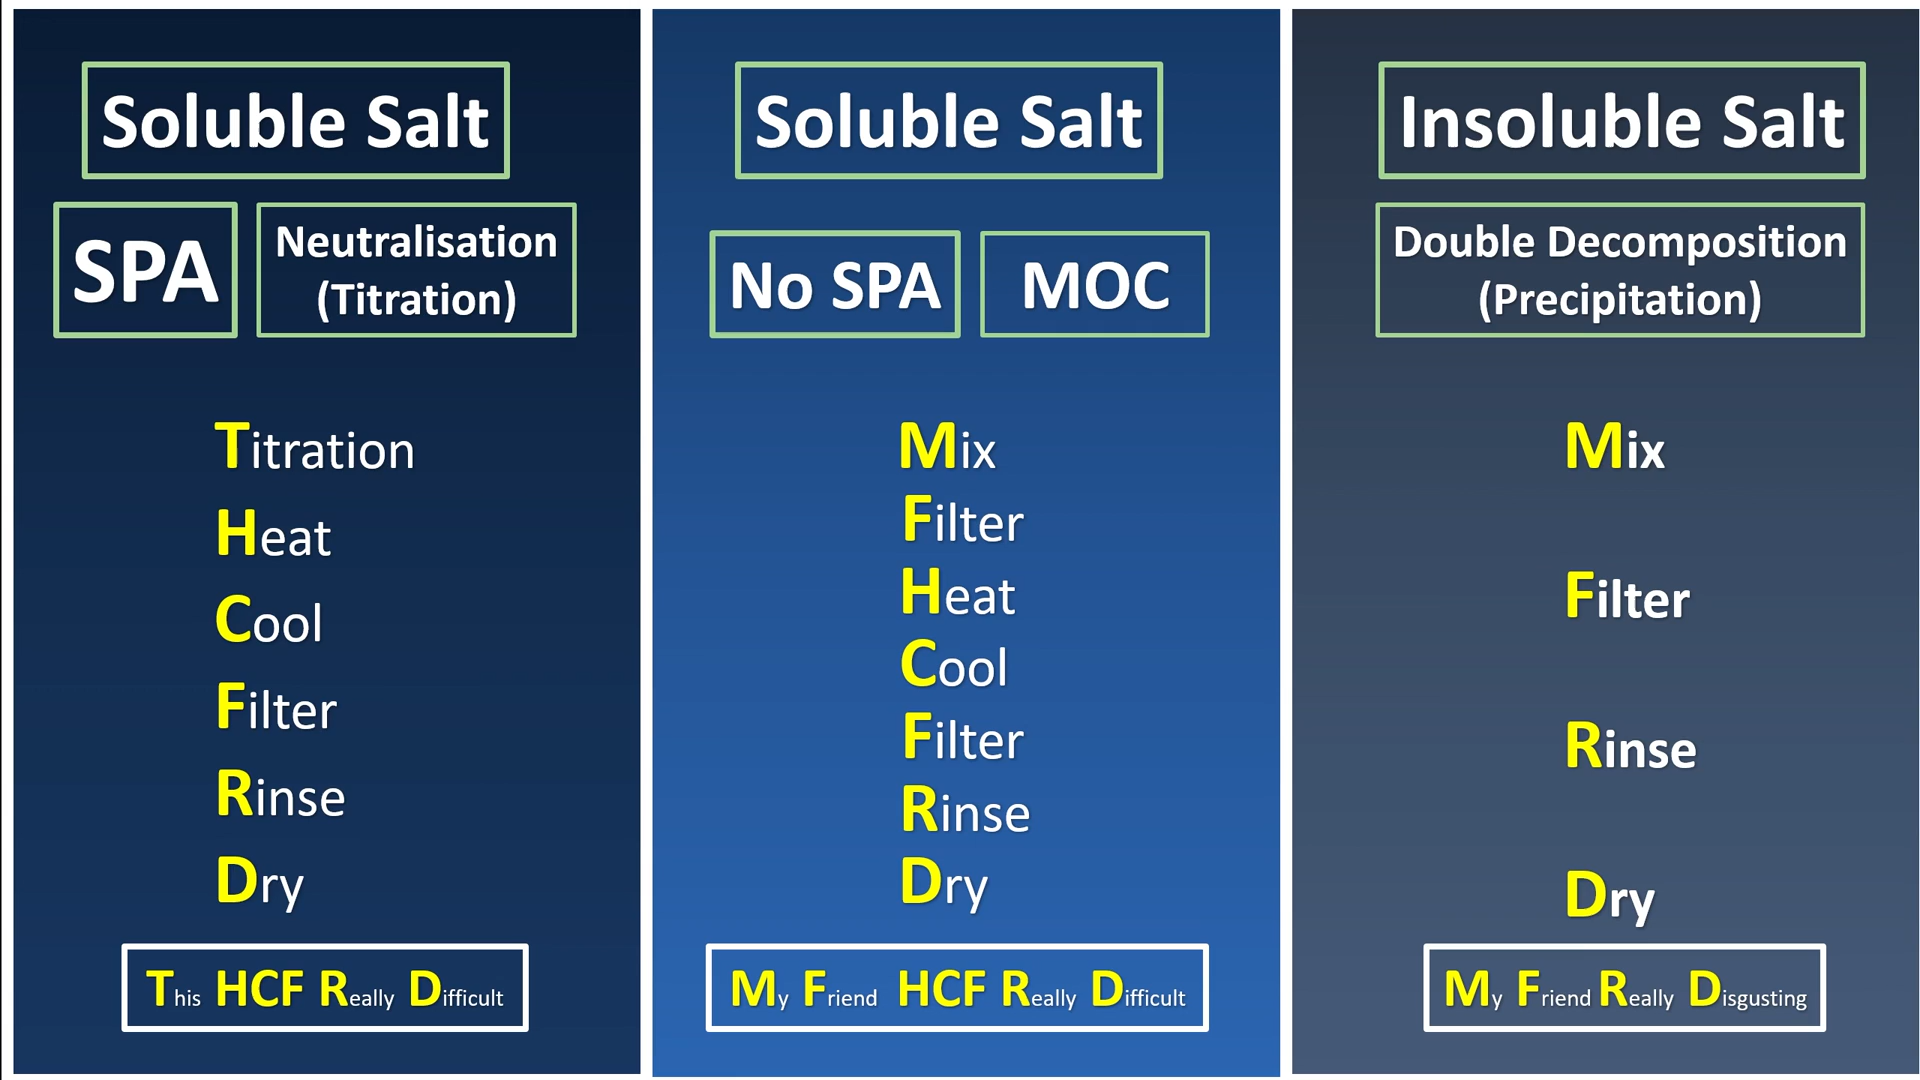 Soluble Salt
SPA
Neutralisation
(Titration)
Titration
Heat
Cool
Filter
Rinse
Dry
This HCF Really Difficult
Soluble Salt
No SPA
MOC
Mix
Filter
Heat
Cool
Filter
Rinse
Dry
My Friend HCF Really Difficult
Insoluble Salt
Double Decomposition
(Precipitation)
Mix
Filter
Rinse
Dry
My Friend Really Disgusting